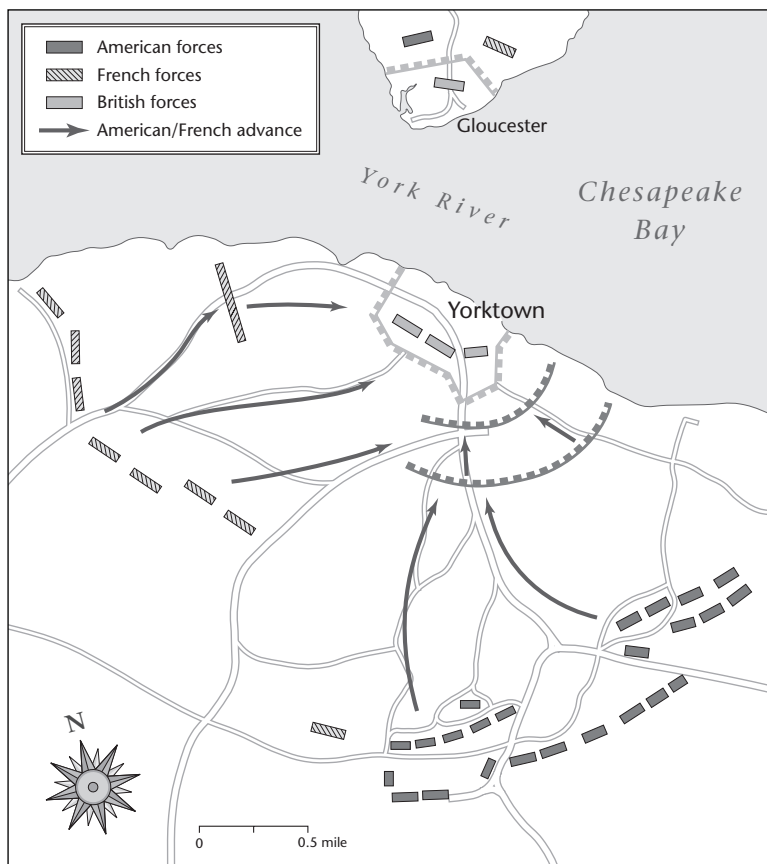 American forces
French forces
British forces
American/French advance
Gloucester
York River
Chesapeake
Bay
Yorktown
N
0
0.5 mile